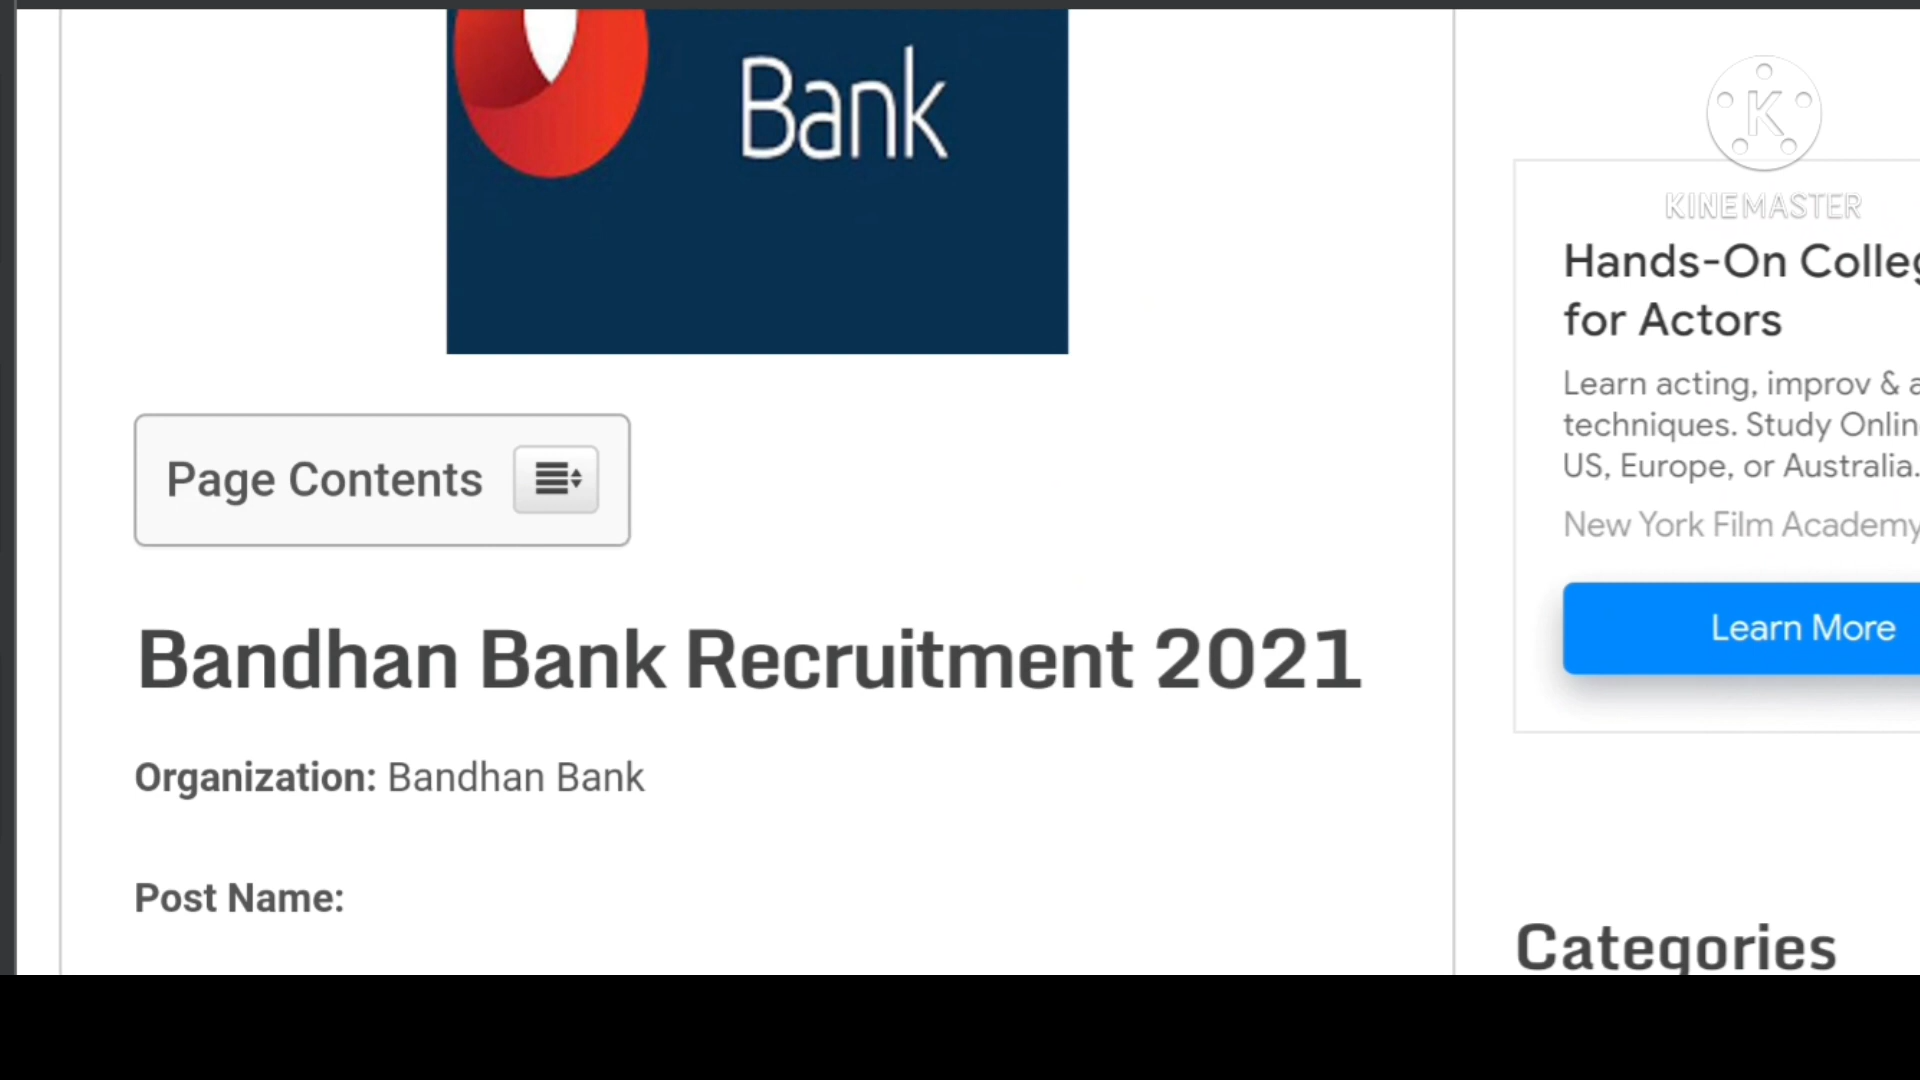 Bank
Page Contents
Bandhan Bank Recruitment 2021
Organization: Bandhan Bank
Post Name:
K
KINEMASTER
Hands-On Colleg
for Actors
Learn acting, improv & a
techniques. Study Onlin
US, Europe, or Australia.
New York Film Academy
Learn More
Categories